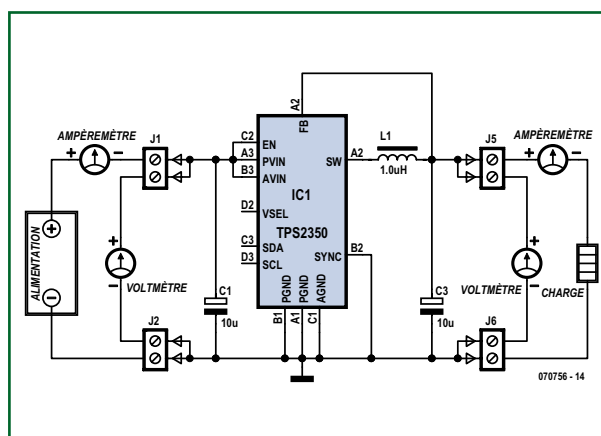 A2
FB
AMPÈREMÈTRE
+
−
J1
C2
EN
A3
PVIN
B3
AVIN
SW
A2
L1
1.0uH
J5
AMPÈREMÈTRE
+
−
IC1
D2
VSEL
TPS2350
ALIMENTATION
+
−
+
VOLTMÈTRE
−
C3
SDA
D3
SCL
SYNC
B2
+
VOLTMÈTRE
−
CHARGE
C1
10u
PGND
PGND
AGND
B1
A1
C1
C3
10u
J2
J6
070756 - 14